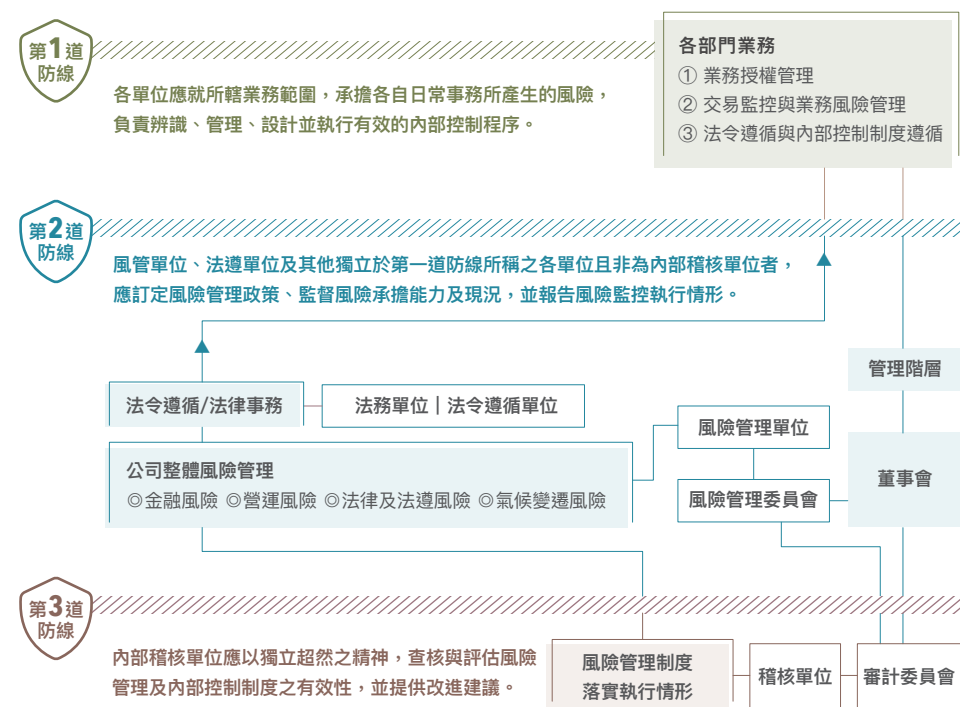 第1道
防線
各單位應就所轄業務範圍，承擔各自日常事務所產生的風險，
負責辨識、管理、設計並執行有效的內部控制程序。
各部門業務
① 業務授權管理
② 交易監控與業務風險管理
③ 法令遵循與內部控制制度遵循
第2道
防線
風管單位、法遵單位及其他獨立於第一道防線所稱之各單位且非為內部稽核單位者，
應訂定風險管理政策、監督風險承擔能力及現況，並報告風險監控執行情形。
管理階層
法令遵循/法律事務
法務單位｜法令遵循單位
風險管理單位
公司整體風險管理
◎金融風險 ◎營運風險 ◎法律及法遵風險 ◎氣候變遷風險
風險管理委員會
董事會
第3道
防線
內部稽核單位應以獨立超然之精神，查核與評估風險
管理及內部控制制度之有效性，並提供改進建議。
風險管理制度
落實執行情形
稽核單位
審計委員會